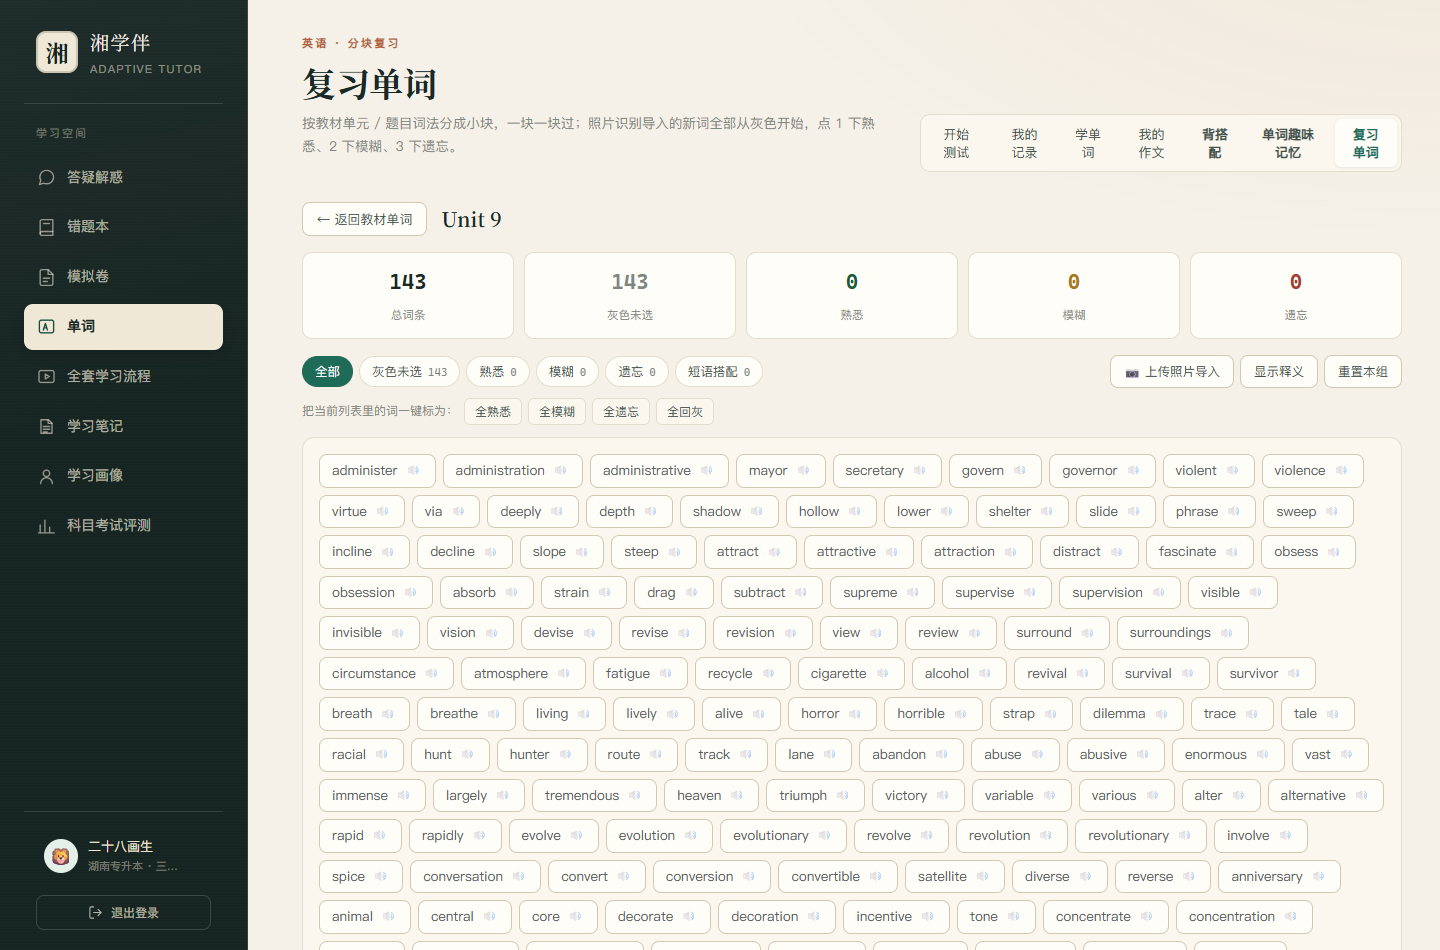 湘
湘学伴
ADAPTIVE TUTOR
学习空间
答疑解惑
错题本
模拟卷
单词
全套学习流程
学习笔记
学习画像
科目考试评测
二十八画生
湖南专升本 · 三...
退出登录
英语 · 分块复习
复习单词
按教材单元 / 题目词法分成小块，一块一块过；照片识别导入的新词全部从灰色开始，点 1 下熟
悉、2 下模糊、3 下遗忘。
开始测试 我的记录 学单词 我的作文 背搭配 单词趣味记忆 复习单词
← 返回教材单词 Unit 9
143 143 0 0 0
总词条 灰色未选 熟悉 模糊 遗忘
全部 灰色未选 143 熟悉 0 模糊 0 遗忘 0 短语搭配 0 上传照片导入 显示释义 重置本组
把当前列表里的词一键标为： 全熟悉 全模糊 全遗忘 全回灰
administer administration administrative mayor secretary govern governor violent violence
virtue via deeply depth shadow hollow lower shelter slide phrase sweep
incline decline slope steep attract attractive attraction distract fascinate obsess
obsession absorb strain drag subtract supreme supervise supervision visible
invisible vision devise revise revision view review surround surroundings
circumstance atmosphere fatigue recycle cigarette alcohol revival survival survivor
breath breathe living lively alive horror horrible strap dilemma trace tale
racial hunt hunter route track lane abandon abuse abusive enormous vast
immense largely tremendous heaven triumph victory variable various alter alternative
rapid rapidly evolve evolution evolutionary revolve revolution revolutionary involve
spice conversation convert conversion convertible satellite diverse reverse anniversary
animal central core decorate decoration incentive tone concentrate concentration